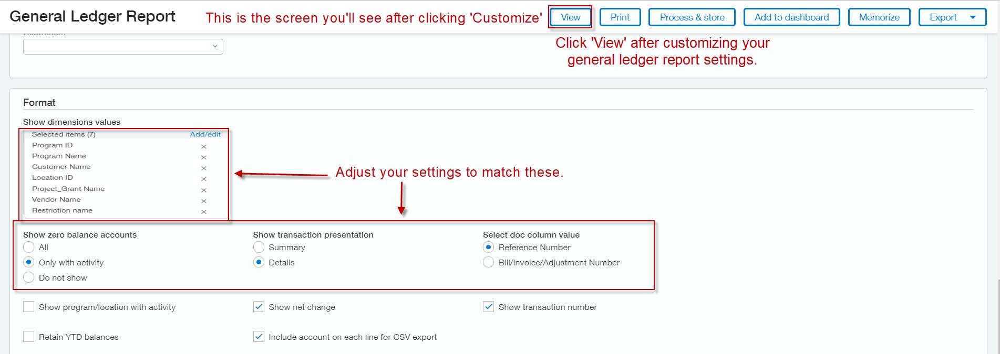 General Ledger Report
This is the screen you'll see after clicking 'Customize'
View
Print
Process & store
Add to dashboard
Memorize
Export
Click 'View' after customizing your
general ledger report settings.
Restriction
Format
Show dimensions values
Selected items (7)
Add/edit
Program ID
Program Name
Customer Name
Location ID
Project_Grant Name
Vendor Name
Restriction name
Adjust your settings to match these.
Show zero balance accounts
All
Only with activity
Do not show
Show transaction presentation
Summary
Details
Select doc column value
Reference Number
Bill/Invoice/Adjustment Number
Show program/location with activity
Show net change
Show transaction number
Retain YTD balances
Include account on each line for CSV export